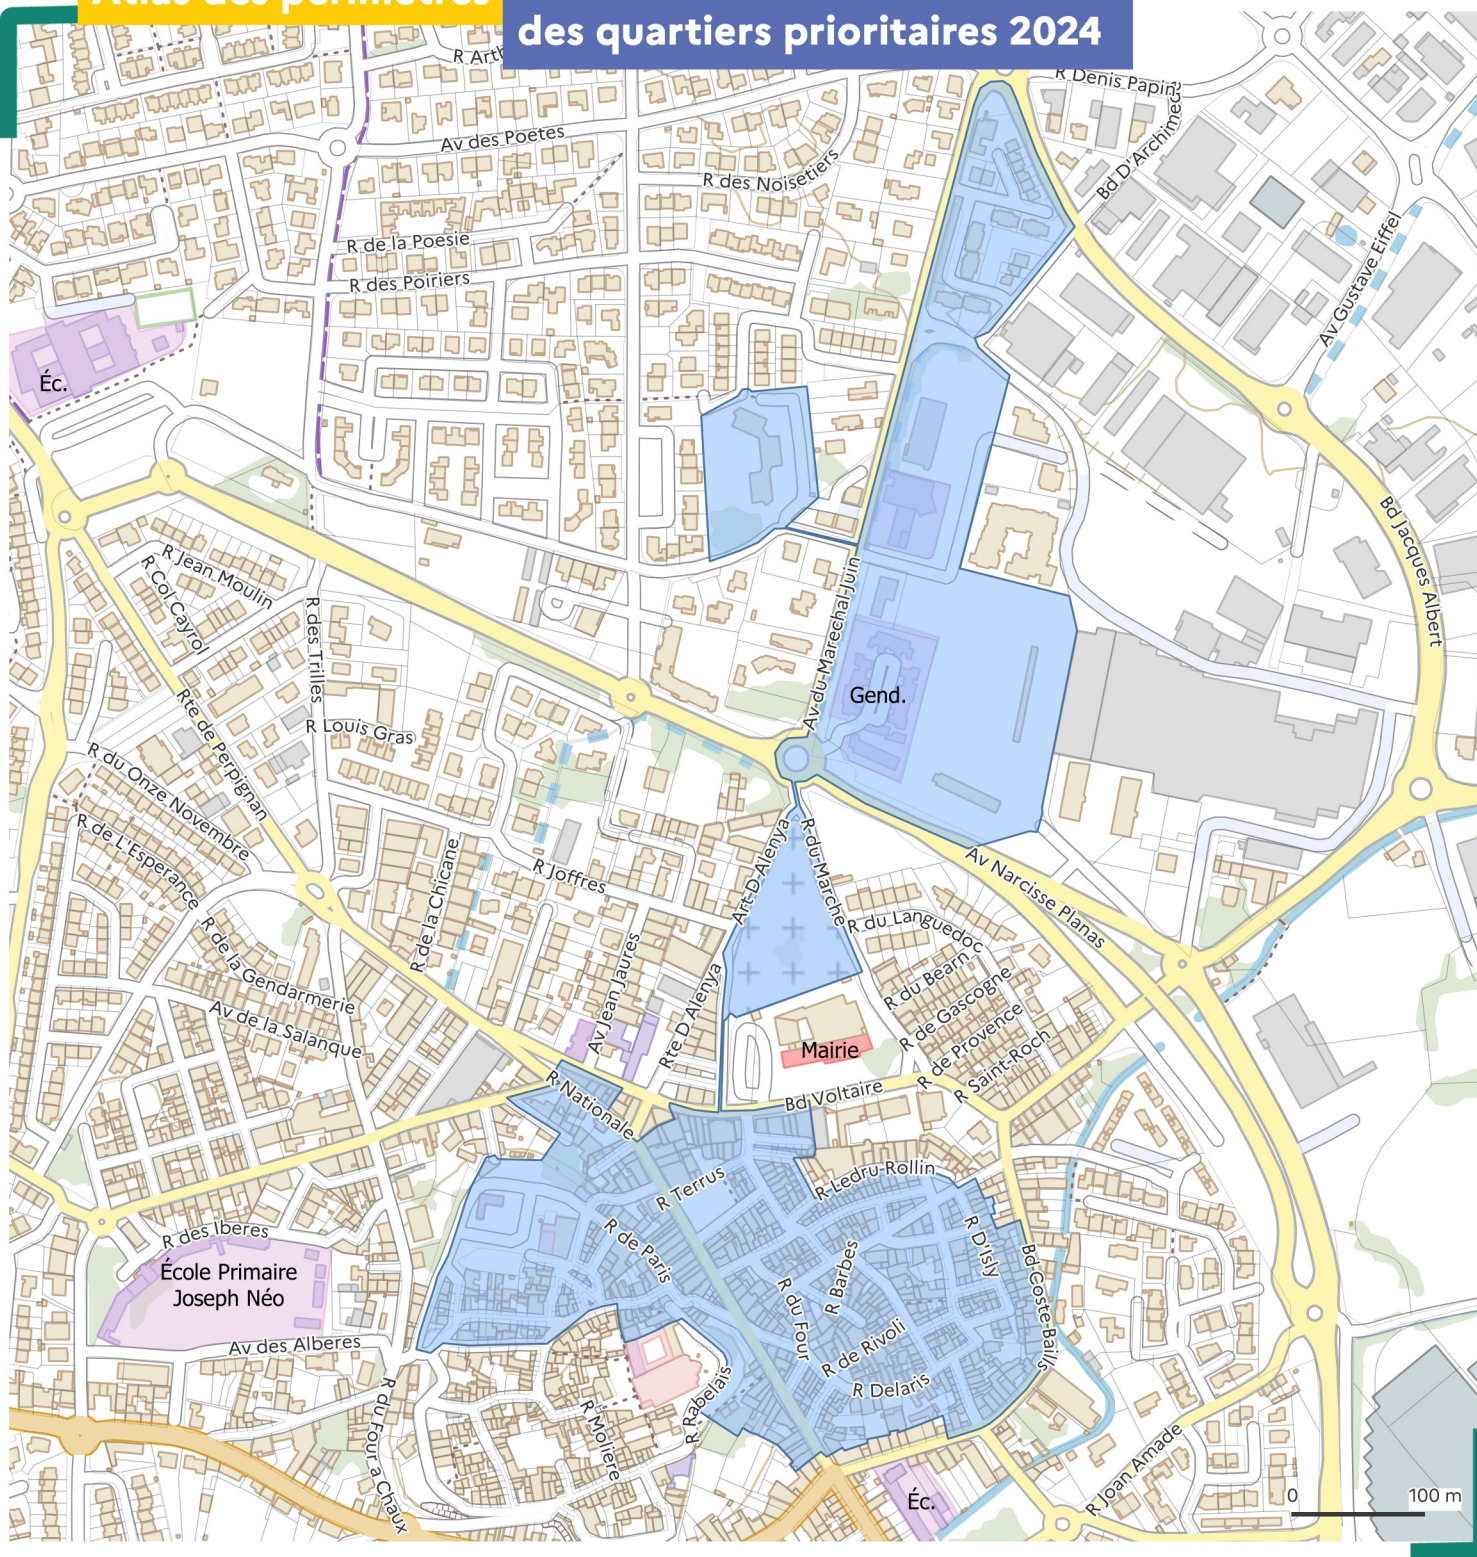 Atlas des périmètres
des quartiers prioritaires 2024
R Denis Papin
Bd D'Archimede
Av des Poetes
R des Noisetiers
R de la Poesie
R des Poiriers
Av Gustave Eiffel
Éc.
Bd Jacques Albert
R Jean Moulin
R Col Cayrol
R des Trilles
Av du Marechal Juin
Gend.
Rte de Perpignan
R Louis Gras
R du Onze Novembre
R de L'Esperance
R de la Chicane
R Joffres
Art D Alenya
R du Marche
Av Narcisse Planas
R du Languedoc
R de la Gendarmerie
Av de la Salanque
Av Jean Jaures
Rte D Alenya
R du Bearn
R de Gascogne
R de Provence
R Saint-Roch
Mairie
Bd Voltaire
R Nationale
R Terrus
R Ledru-Rollin
R des Iberes
École Primaire
Joseph Néo
R de Paris
R Barbes
R D'Isly
Bd Coste Bails
R du Four
R de Rivoli
R Delaris
Av des Alberes
R du Four a Chaux
R Moliere
R Rabelais
Éc.
R Joan Amade
0 100 m